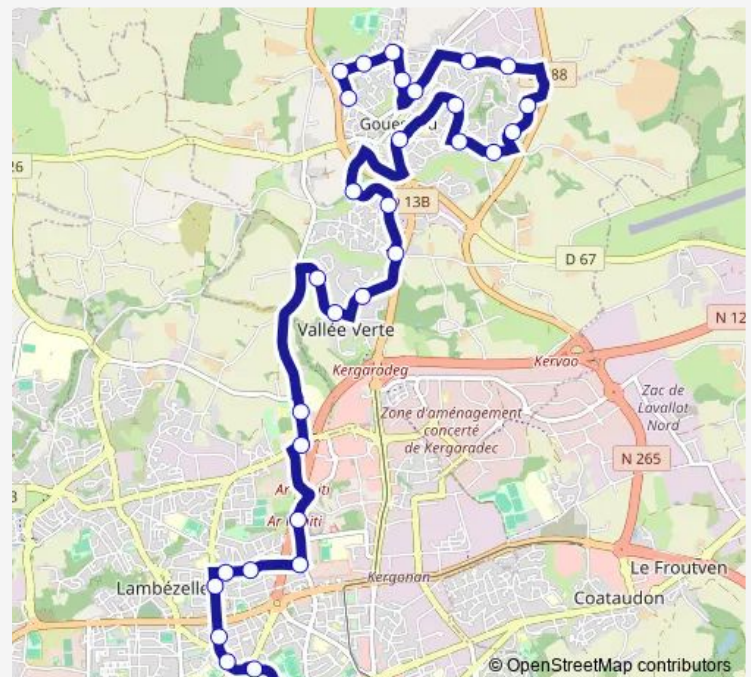 88
26
13B
D 67
Vallée Verte
N 12
Kergaradeg
Kervao
Zone d'aménagement
concerté
de Kergaradec
Zac de
Lavallot
Nord
N 265
3
Lambézelle
Kergonan
Le Froutven
Coataudon
© OpenStreetMap contributors